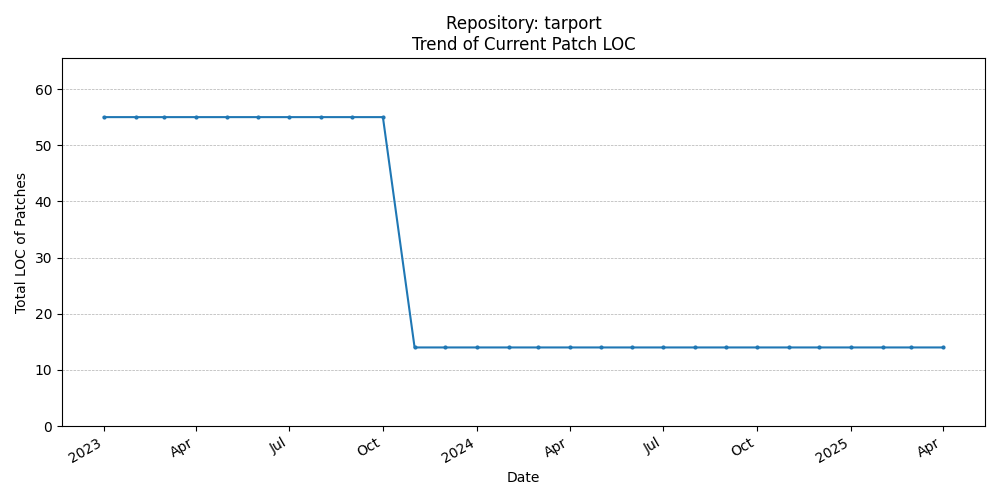 Repository: tarport
Trend of Current Patch LOC
Total LOC of Patches
60
50
40
30
20
10
0
2023
Apr
Jul
Oct
2024
Apr
Jul
Oct
2025
Apr
Date